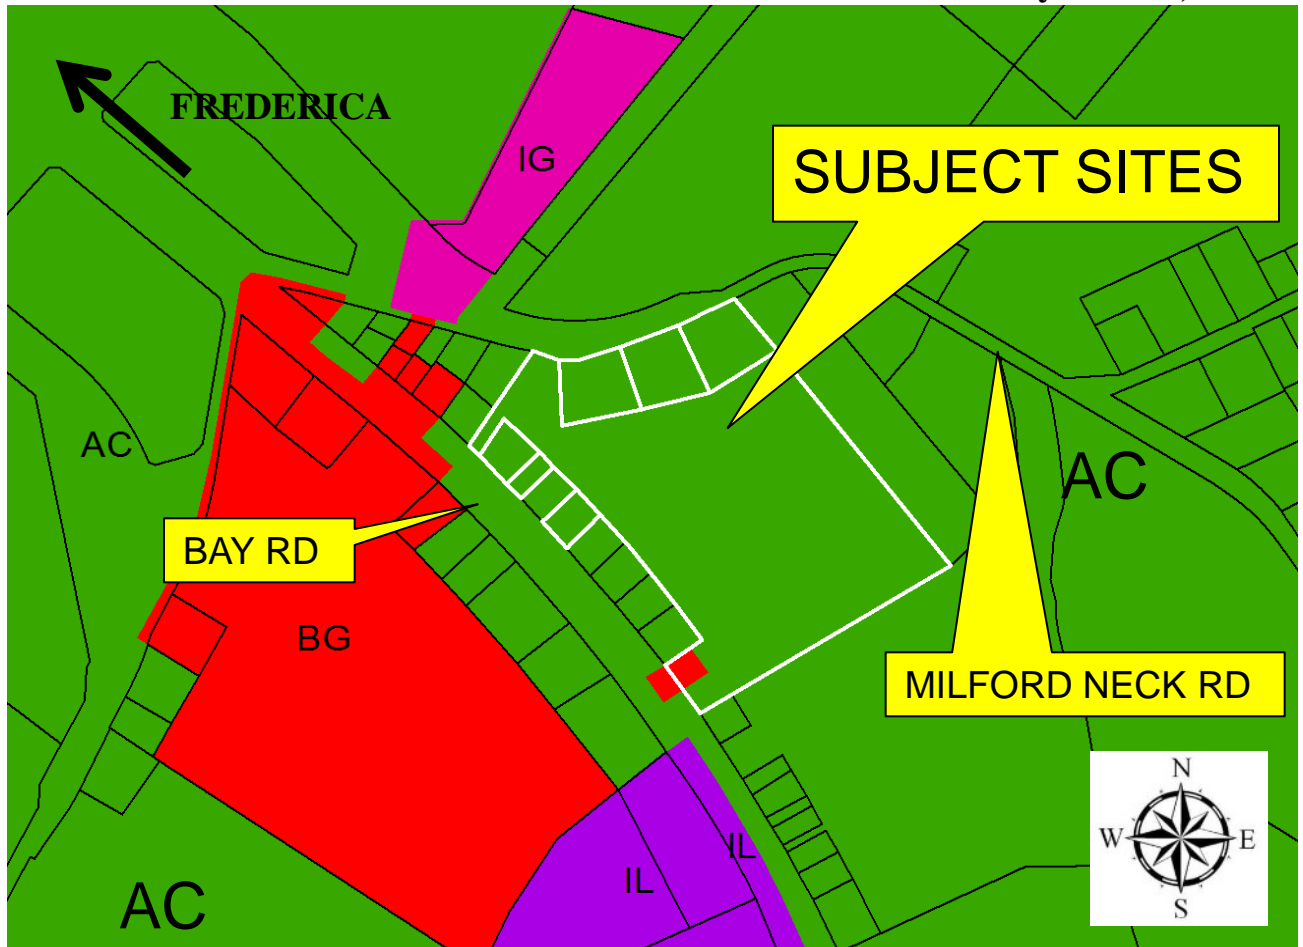 FREDERICA
IG
SUBJECT SITES
AC
AC
BAY RD
BG
MILFORD NECK RD
N
W E
S
IL
IL
AC